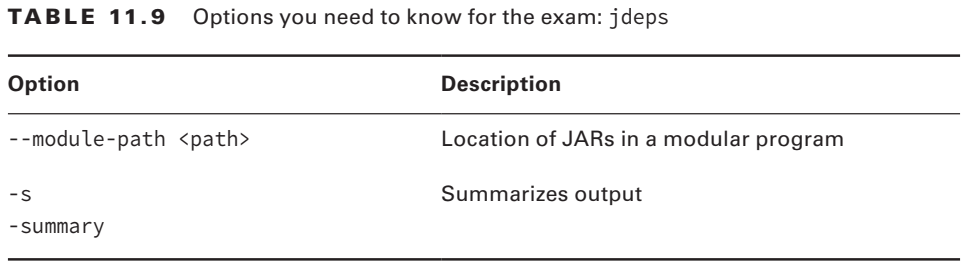 TABLE 11.9 Options you need to know for the exam: jdeps
Option Description
--module-path <path> Location of JARs in a modular program
-s Summarizes output
-summary